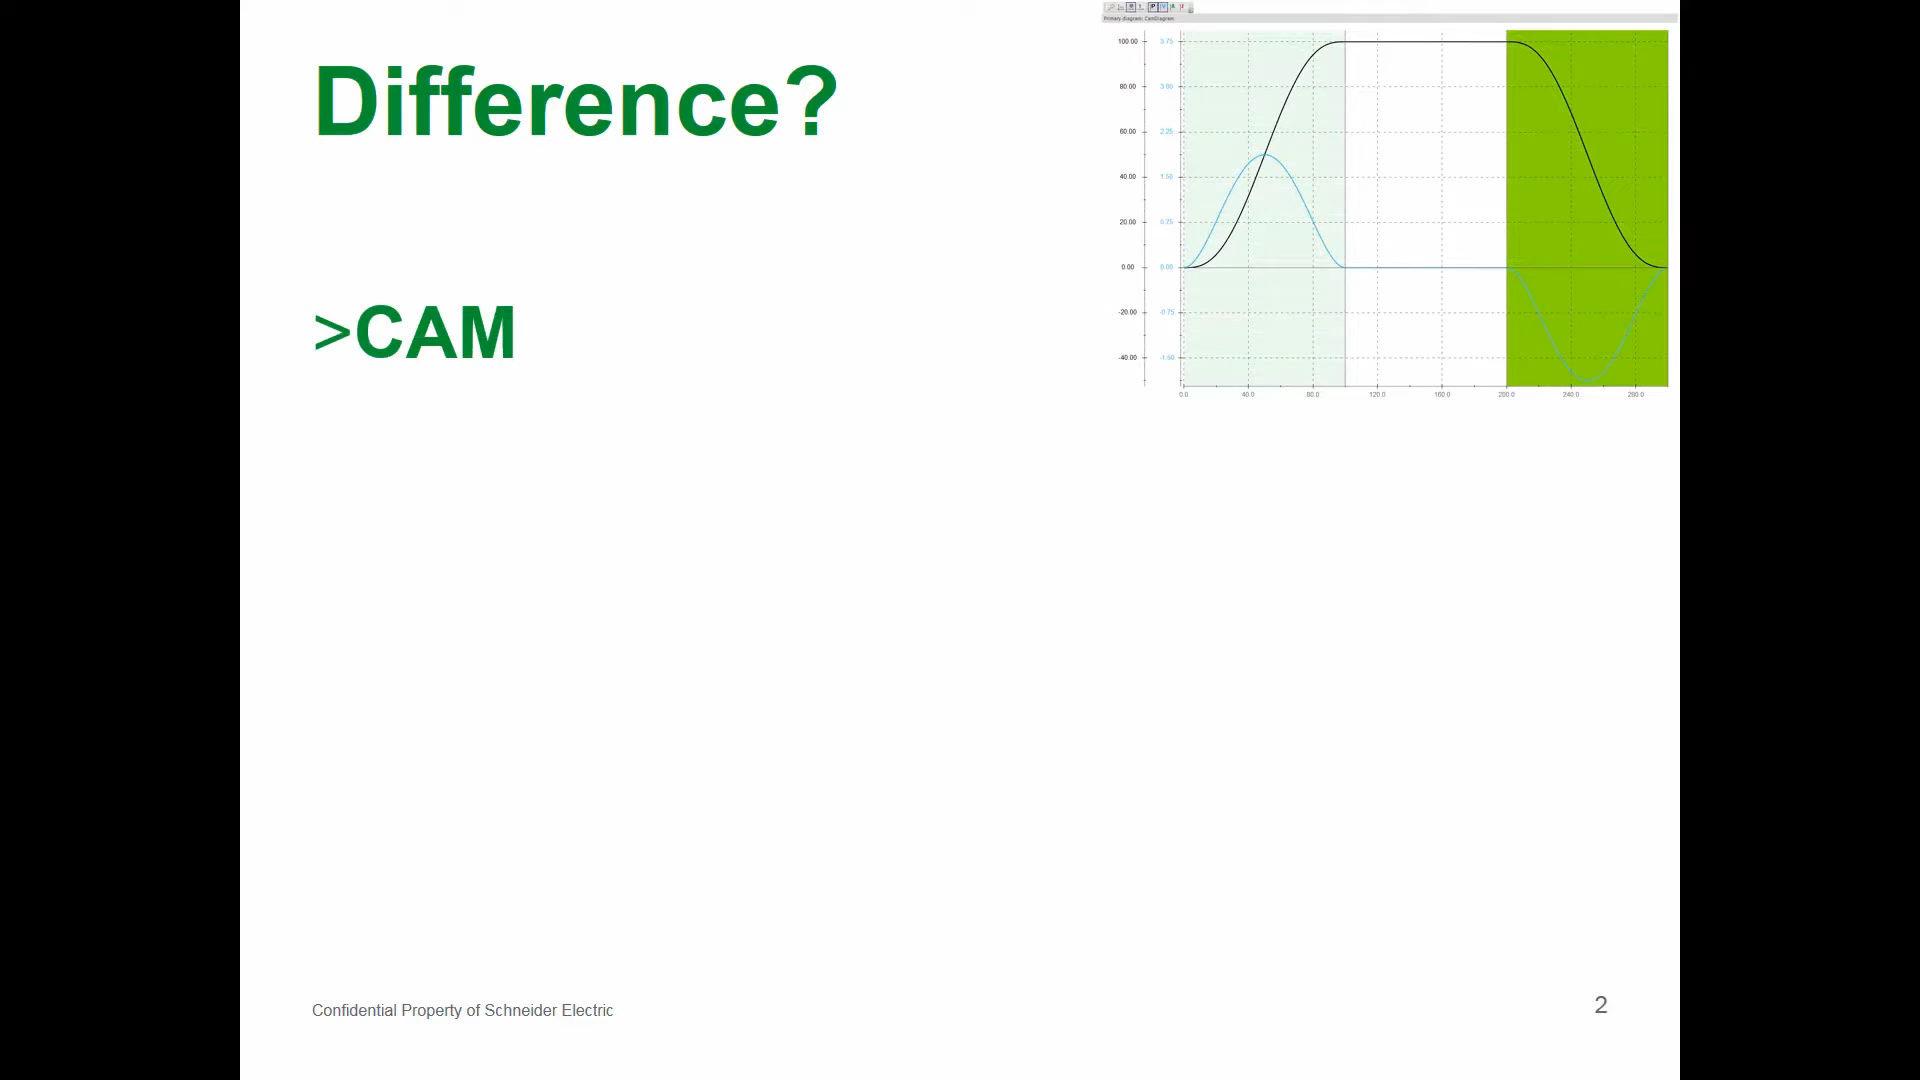 Difference?
Primary diagram: CamDiagram
100.00 3.75
80.00 3.00
60.00 2.25
40.00 1.50
20.00 0.75
0.00 0.00
-20.00 -0.75
-40.00 -1.50
0.0 40.0 80.0 120.0 160.0 200.0 240.0 280.0
>CAM
Confidential Property of Schneider Electric
2